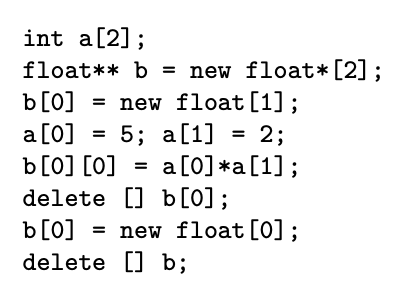 int a[2];
float** b = new float*[2];
b[0] = new float[1];
a[0] = 5; a[1] = 2;
b[0][0] = a[0]*a[1];
delete [] b[0];
b[0] = new float[0];
delete [] b;